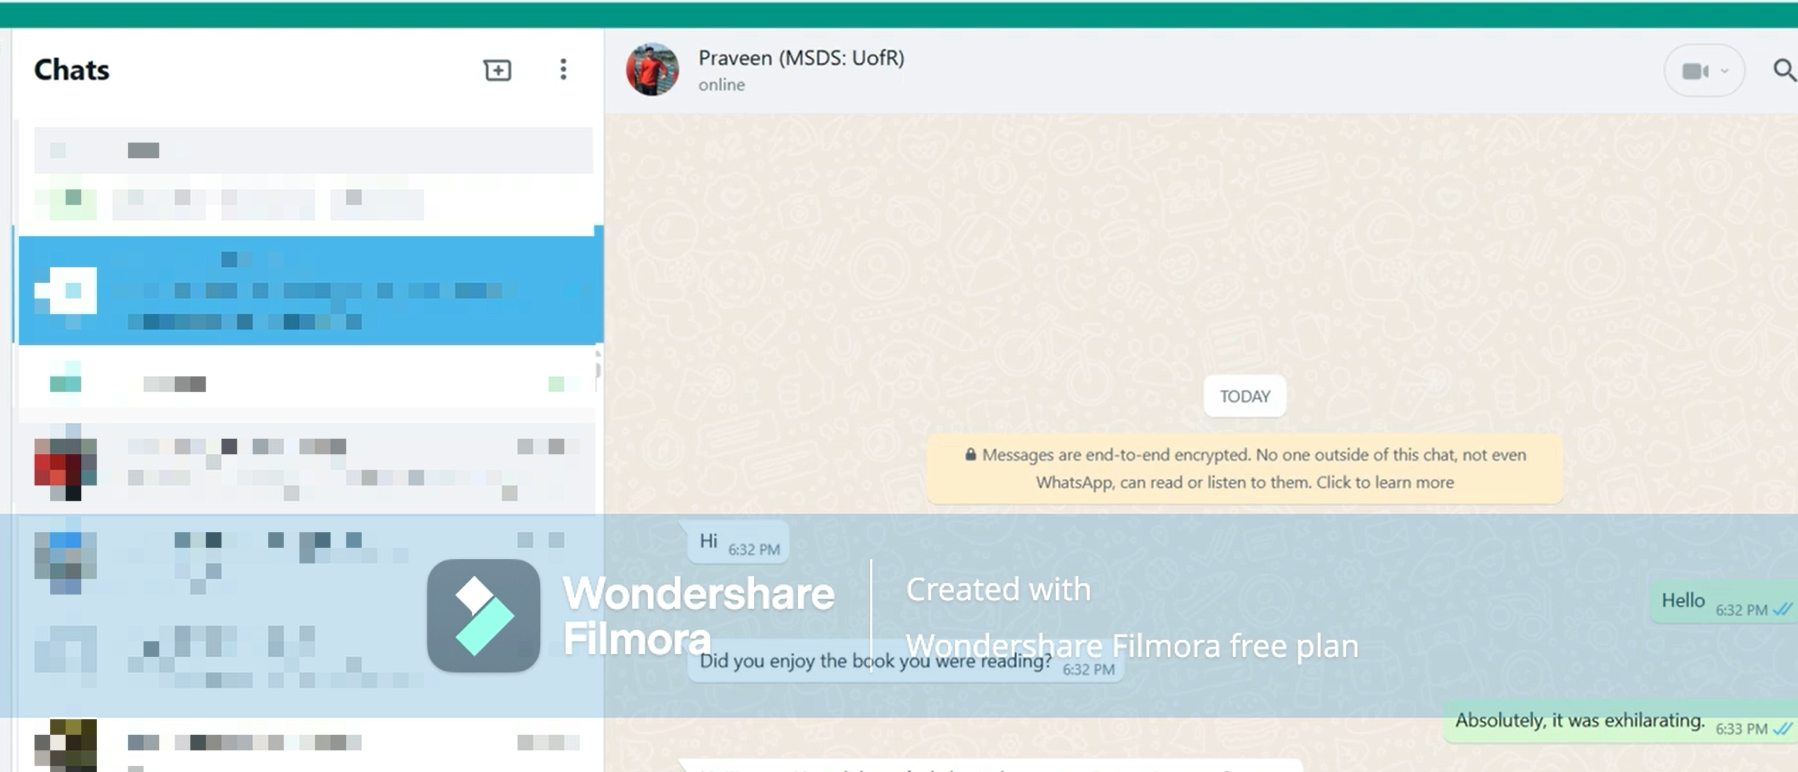 Chats
Praveen (MSDS: UofR)
online
TODAY
Messages are end-to-end encrypted. No one outside of this chat, not even
WhatsApp, can read or listen to them. Click to learn more
Hi 6:32 PM
Wondershare
Filmora
Created with
Wondershare Filmora free plan
Hello 6:32 PM
Did you enjoy the book you were reading? 6:32 PM
Absolutely, it was exhilarating. 6:33 PM